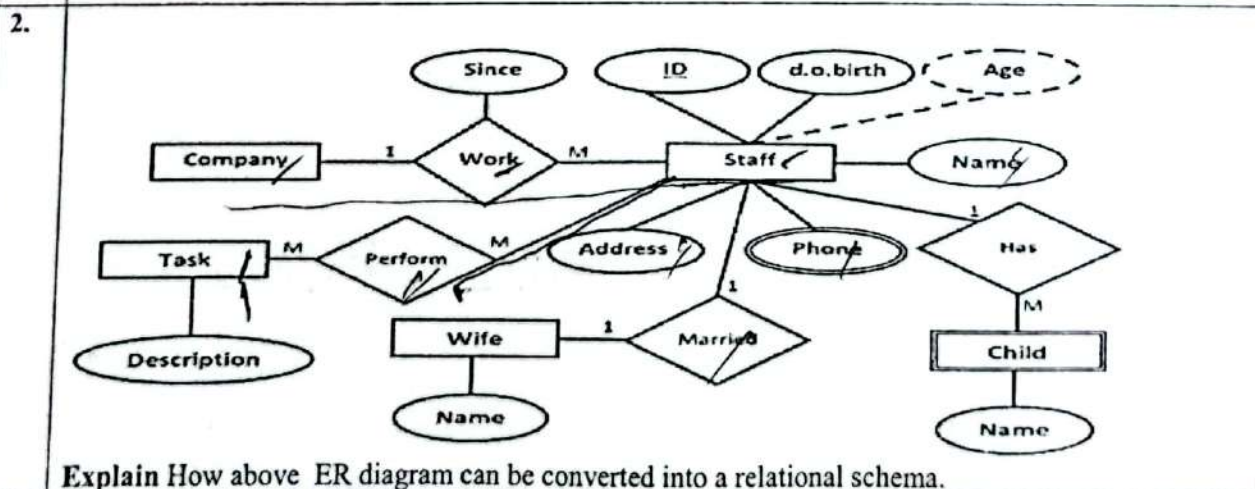 2.
Since
ID
d.o.birth
Age
Company
1
Work
M
Staff
Name
Task
M
Perform
M
Address
Phone
1
Has
1
M
Wife
1
Married
Child
Description
Name
Name
Explain How above ER diagram can be converted into a relational schema.